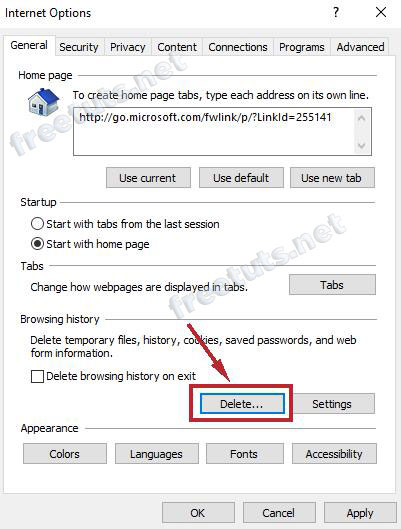 Internet Options
? ×
General Security Privacy Content Connections Programs Advanced
Home page
To create home page tabs, type each address on its own line.
http://go.microsoft.com/fwlink/p/?LinkId=255141
Use current Use default Use new tab
Startup
Start with tabs from the last session
Start with home page
Tabs
Change how webpages are displayed in tabs.
Tabs
Browsing history
Delete temporary files, history, cookies, saved passwords, and web
form information.
Delete browsing history on exit
Delete... Settings
Appearance
Colors Languages Fonts Accessibility
OK Cancel Apply
freetuts.net
freetuts.net